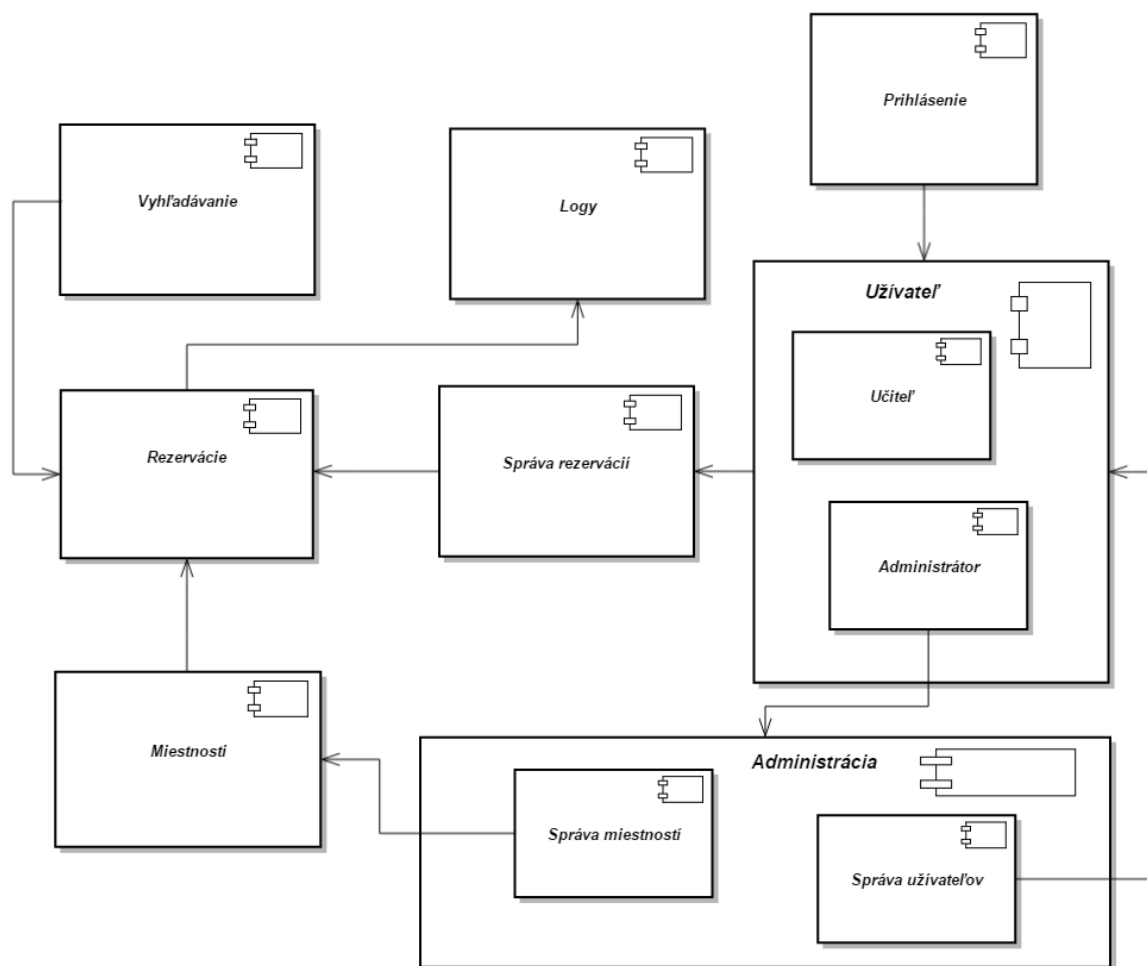 Prihlásenie
Vyhľadávanie
Logy
Užívateľ
Učiteľ
Rezervácie
Správa rezervácií
Administrátor
Miestnosti
Administrácia
Správa miestností
Správa užívateľov